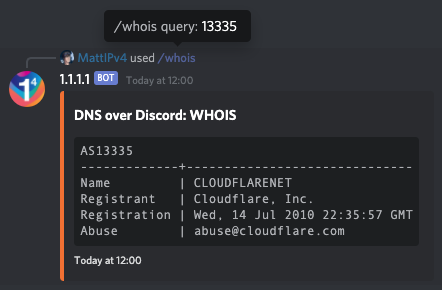 /whois query: 13335
MattIPv4 used /whois
1.1.1.1 BOT Today at 12:00
1⁴
DNS over Discord: WHOIS
AS13335
-------------+-----------------------------
Name         | CLOUDFLARENET
Registrant   | Cloudflare, Inc.
Registration | Wed, 14 Jul 2010 22:35:57 GMT
Abuse        | abuse@cloudflare.com
Today at 12:00